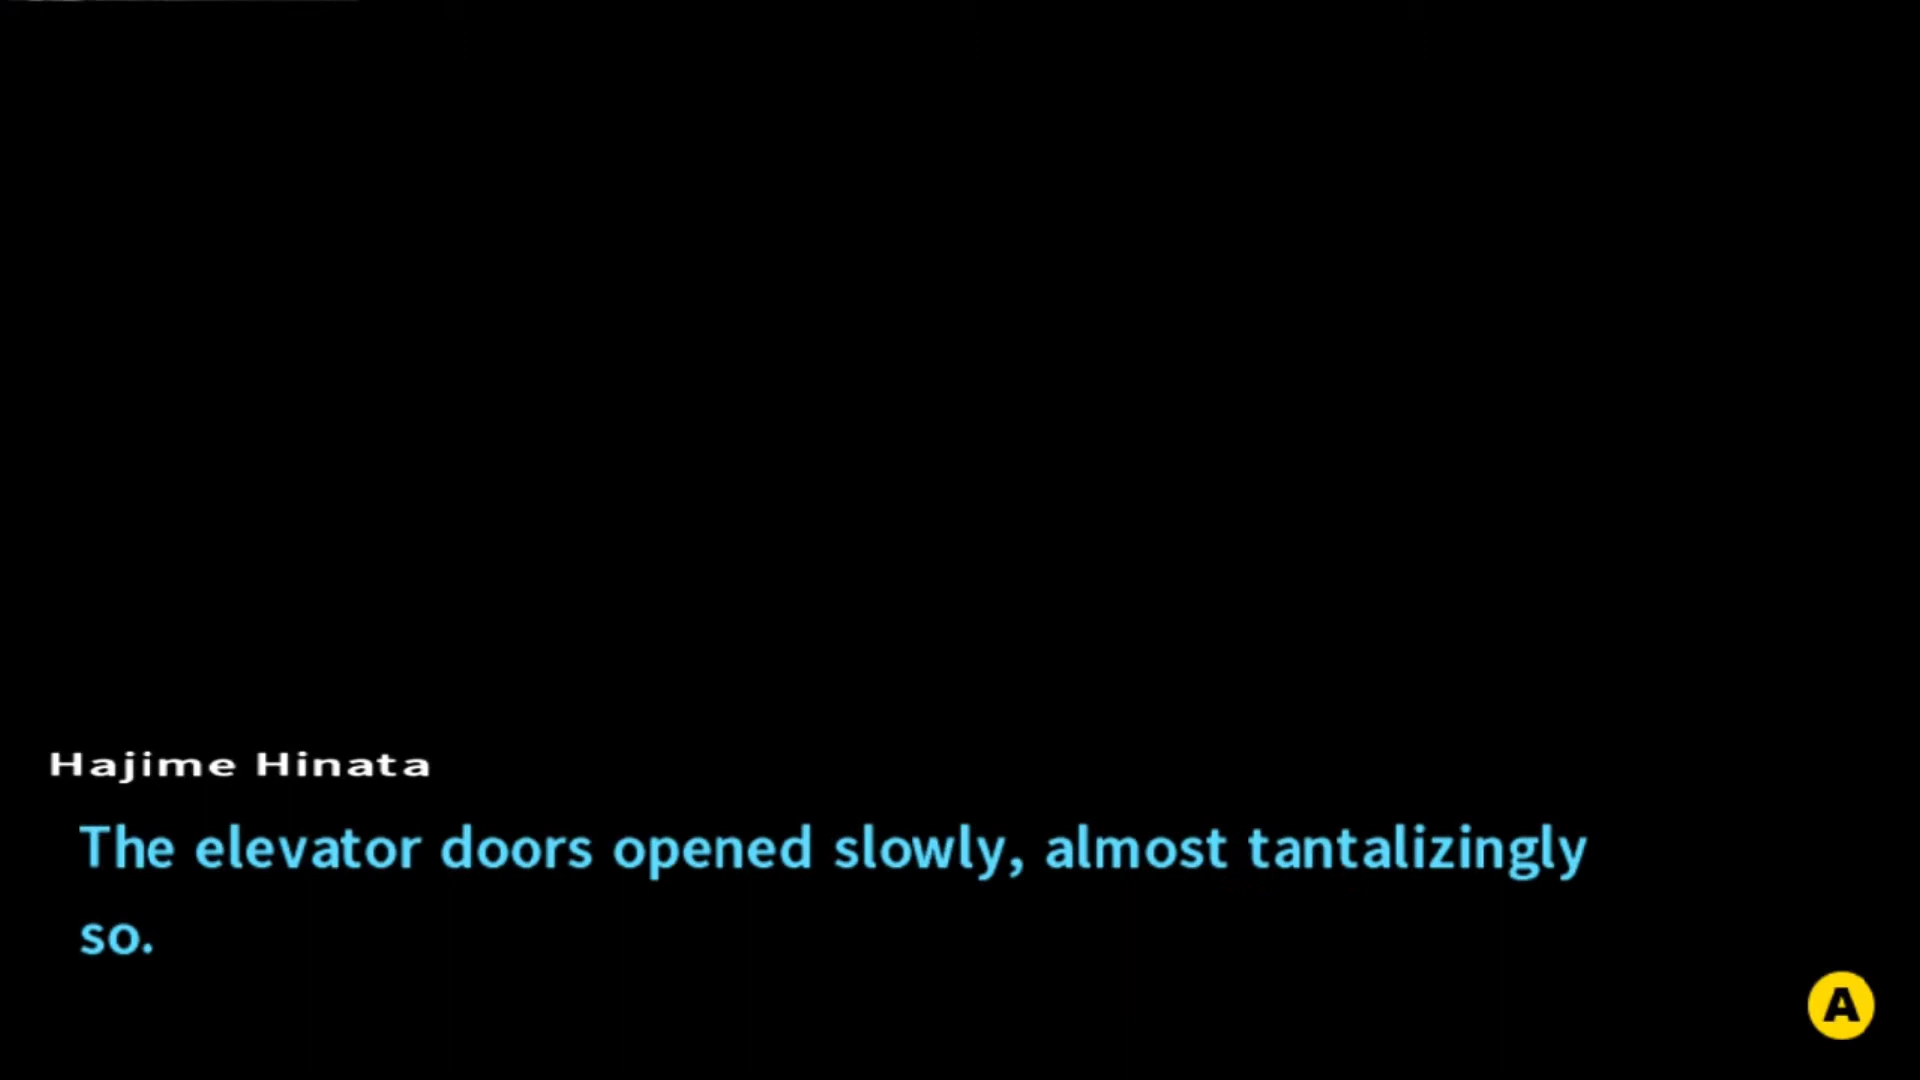 Hajime Hinata
The elevator doors opened slowly, almost tantalizingly
so.
A